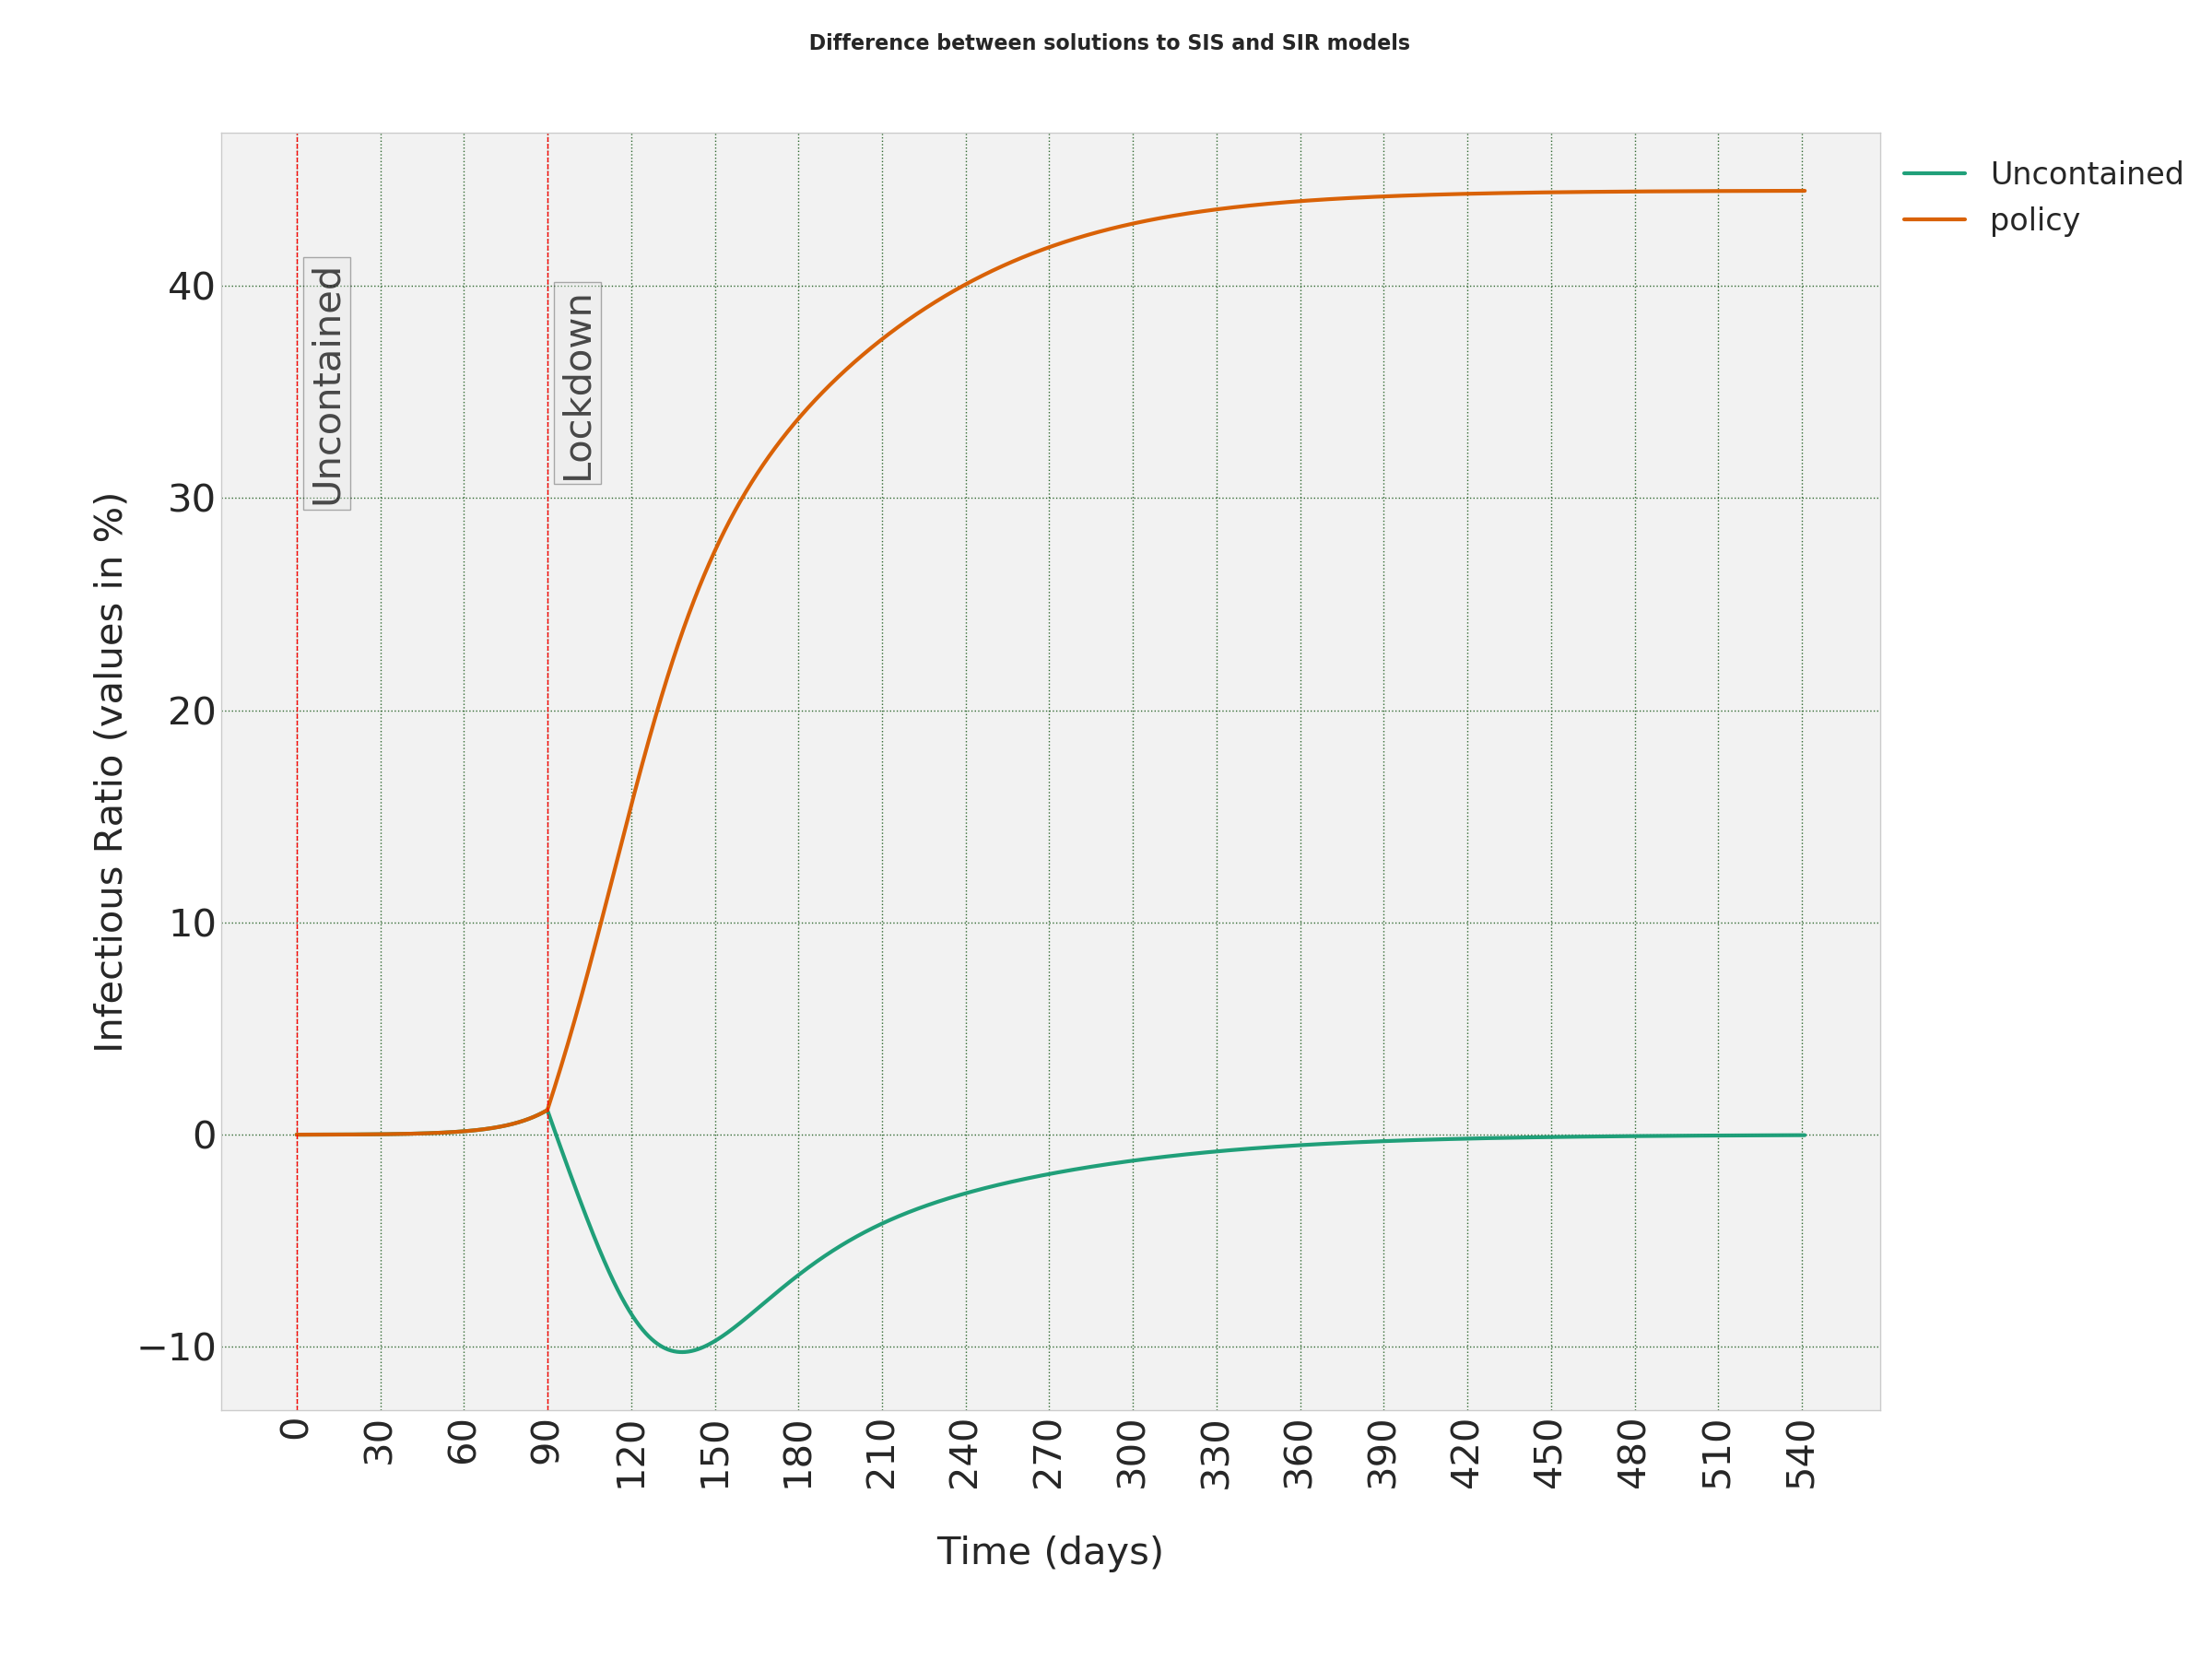 Difference between solutions to SIS and SIR models
Uncontained
policy
Uncontained
Lockdown
Infectious Ratio (values in %)
40
30
20
10
0
−10
0 30 60 90 120 150 180 210 240 270 300 330 360 390 420 450 480 510 540
Time (days)